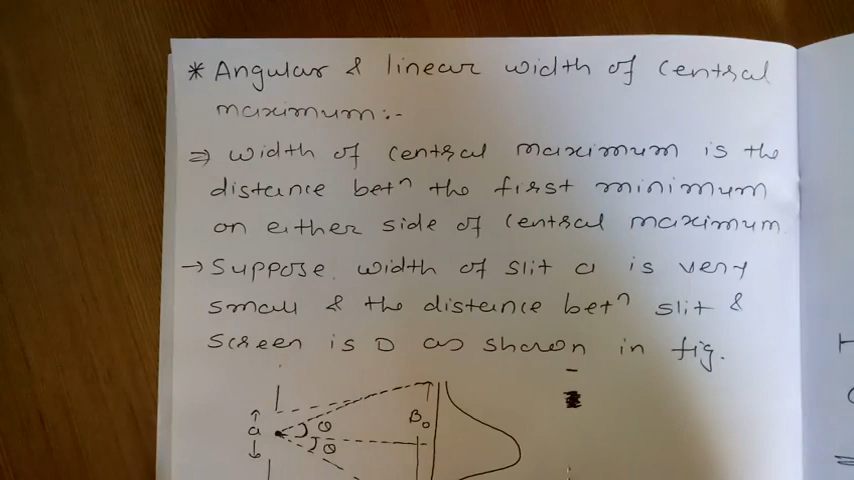 * Angular & linear width of central
maximum:-
⇒ width of central maximum is the
distance betⁿ the first minimum
on either side of central maximum
→ Suppose width of slit a is very
small & the distance betⁿ slit &
screen is D as shown in fig.
a
θ
θ
B₀